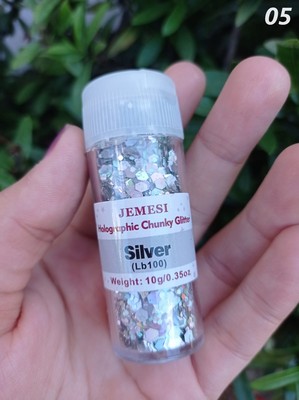 05
JEMESI
Holographic Chunky Glitter
Silver
(Lb100)
Weight: 10g/0.35oz